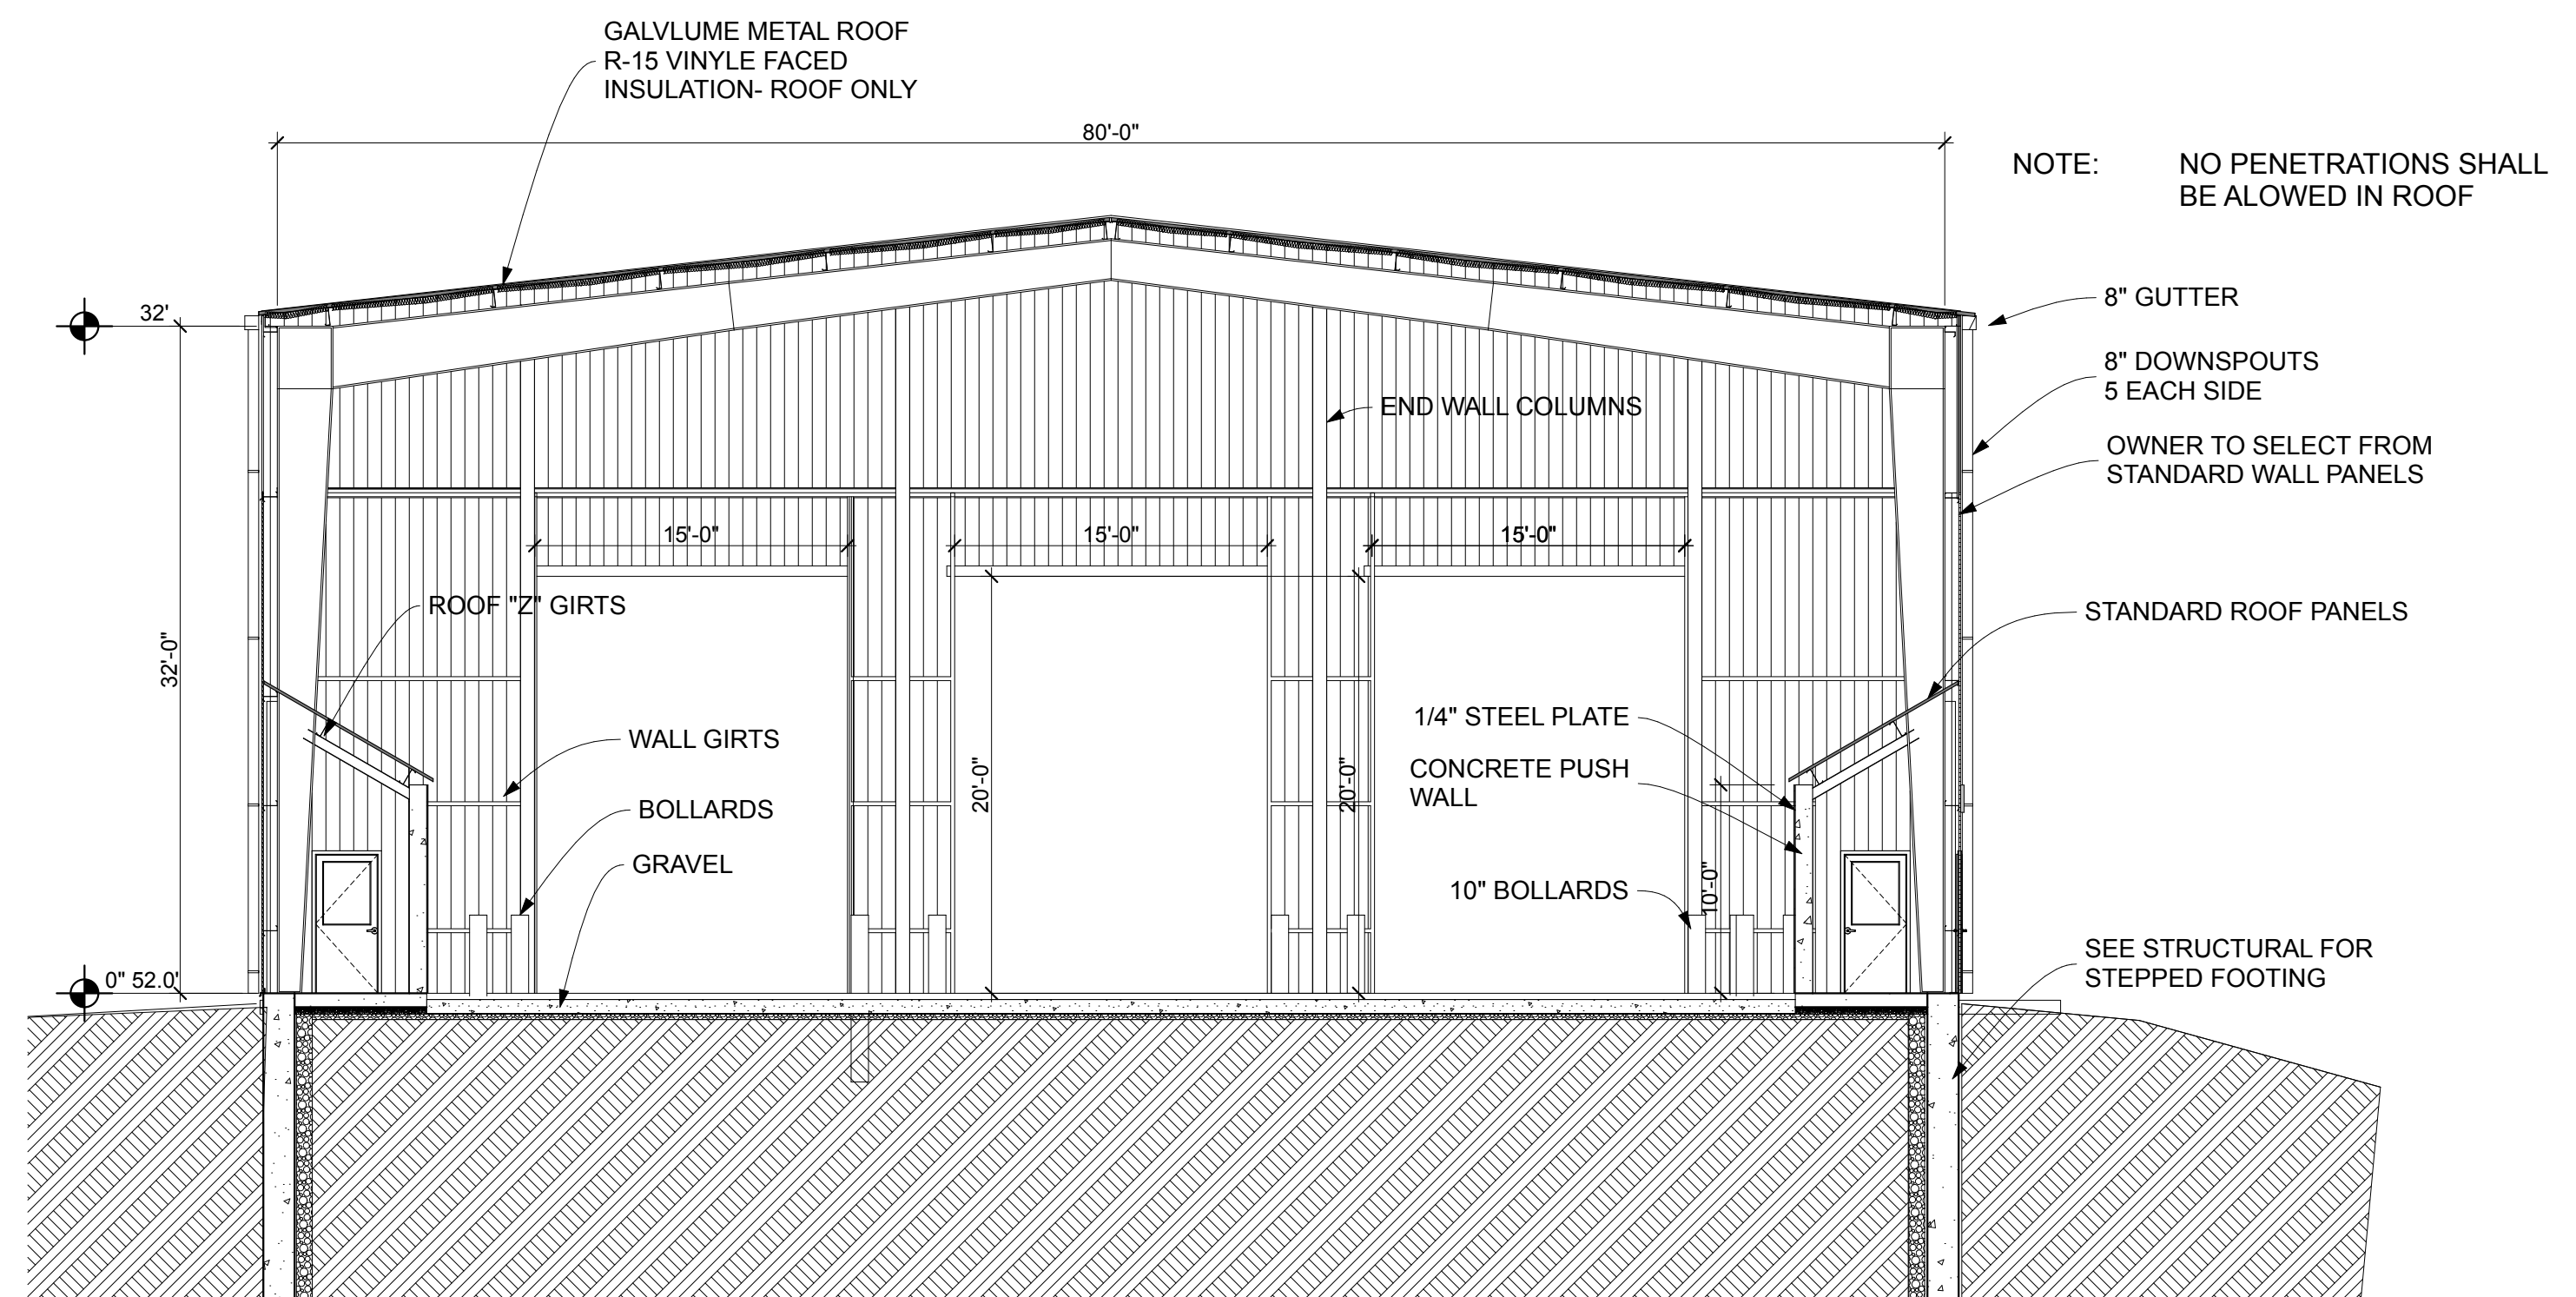 GALVLUME METAL ROOF
R-15 VINYLE FACED
INSULATION- ROOF ONLY
80'-0"
NOTE: NO PENETRATIONS SHALL
BE ALOWED IN ROOF
32'
8" GUTTER
8" DOWNSPOUTS
5 EACH SIDE
END WALL COLUMNS
OWNER TO SELECT FROM
STANDARD WALL PANELS
15'-0"
15'-0"
15'-0"
ROOF "Z" GIRTS
STANDARD ROOF PANELS
32'-0"
1/4" STEEL PLATE
WALL GIRTS
CONCRETE PUSH
WALL
20'-0"
20'-0"
BOLLARDS
GRAVEL
10" BOLLARDS
10'-0"
SEE STRUCTURAL FOR
STEPPED FOOTING
0" 52.0'